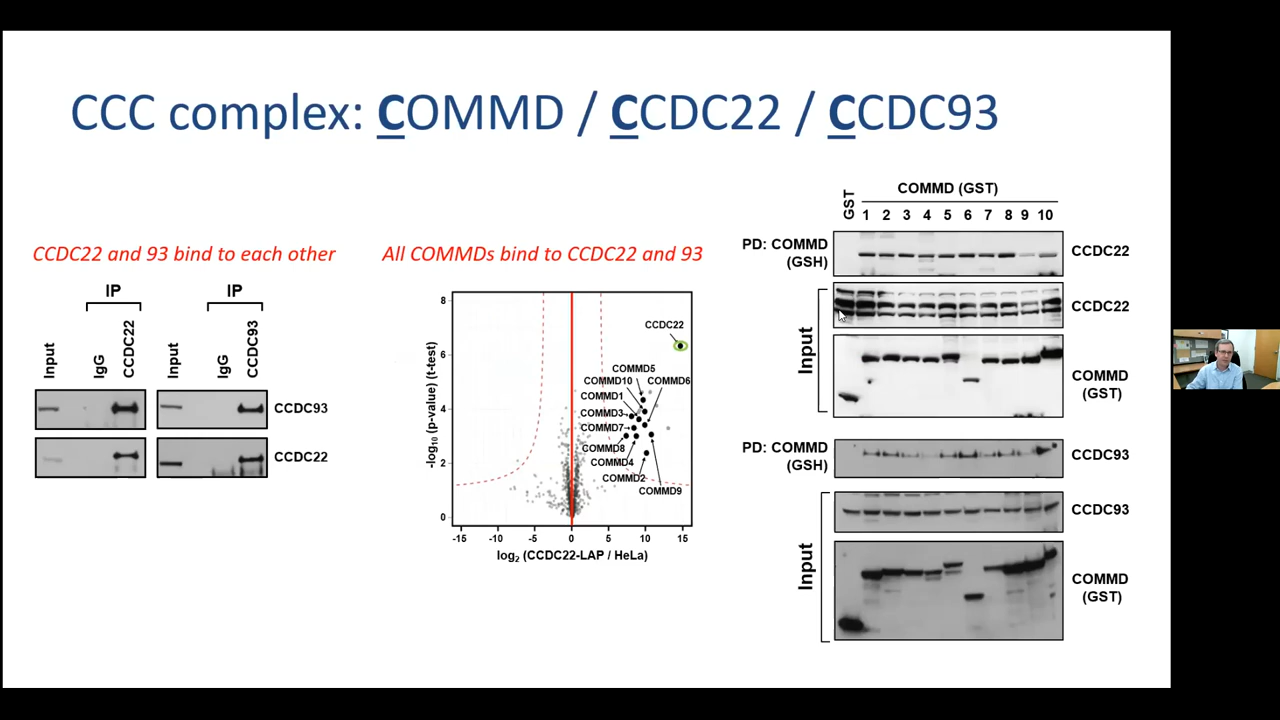 CCC complex: COMMD / CCDC22 / CCDC93
CCDC22 and 93 bind to each other
IP
IP
Input
IgG
CCDC22
Input
IgG
CCDC93
CCDC93
CCDC22
All COMMDs bind to CCDC22 and 93
8
6
4
2
0
-log₁₀ (p-value) (t-test)
CCDC22
COMMD5
COMMD10
COMMD6
COMMD1
COMMD3
COMMD7
COMMD8
COMMD4
COMMD2
COMMD9
-15 -10 -5 0 5 10 15
log₂ (CCDC22-LAP / HeLa)
GST
COMMD (GST)
1 2 3 4 5 6 7 8 9 10
PD: COMMD
(GSH)
CCDC22
Input
CCDC22
COMMD
(GST)
PD: COMMD
(GSH)
CCDC93
Input
CCDC93
COMMD
(GST)